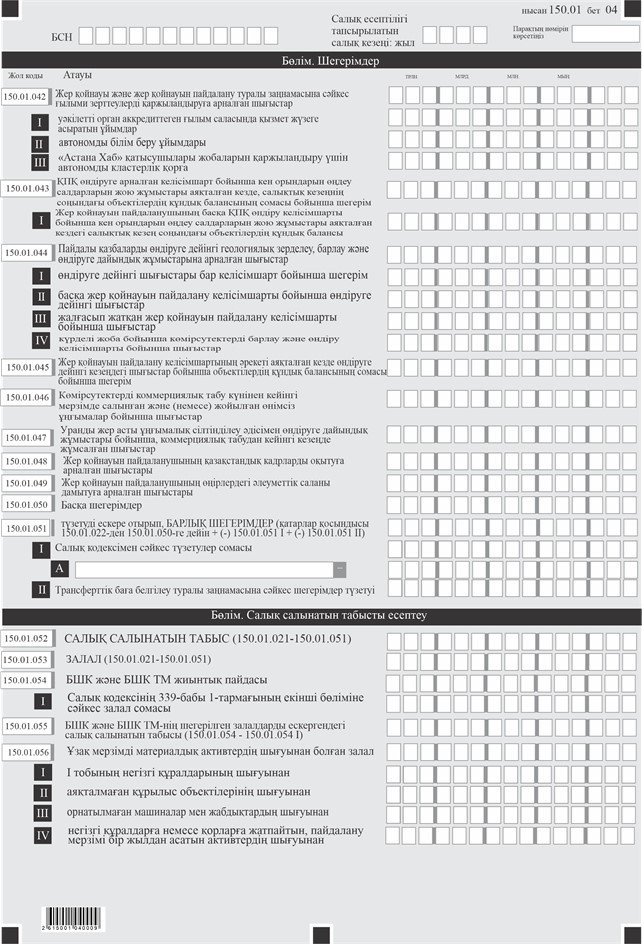 нысан 150.01 бет 04
БСН
Салық есептілігі
тапсырылатын
салық кезеңі: жыл
Парақтың нөмірін
көрсетіңіз
Бөлім. Шегерімдер
Жол коды Атауы трлн млрд млн мың
150.01.042 Жер қойнауы және жер қойнауын пайдалану туралы заңнамасына сәйкес
ғылыми зерттеулерді қаржыландыруға арналған шығыстар
I уәкілетті орган аккредиттеген ғылым саласында қызмет жүзеге
асыратын ұйымдар
II автономды білім беру ұйымдары
III «Астана Хаб» қатысушылары жобаларын қаржыландыру үшін
автономды кластерлік қорға
150.01.043 ҚПҚ өндіруге арналған келісімшарт бойынша кен орындарын өңдеу
салдарларын жою жұмыстары аяқталған кезде, салықтық кезеңнің
соңындағы объектілердің құндық балансының сомасы бойынша шегерім
I Жер қойнауын пайдаланушының басқа ҚПҚ өндіру келісімшарты
бойынша кен орындарын өңдеу салдарларын жою жұмыстары аяқталған
кездегі салықтық кезең соңындағы объектілердің құндық балансы
150.01.044 Пайдалы қазбаларды өндіруге дейінгі геологиялық зерделеу, барлау және
өндіруге дайындық жұмыстарына арналған шығыстар
I өндіруге дейінгі шығыстары бар келісімшарт бойынша шегерім
II басқа жер қойнауын пайдалану келісімшарты бойынша өндіруге
дейінгі шығыстар
III жалғасып жатқан жер қойнауын пайдалану келісімшарты
бойынша шығыстар
IV күрделі жоба бойынша көмірсутектерді барлау және өндіру
келісімшарты бойынша шығыстар
150.01.045 Жер қойнауын пайдалану келісімшартының әрекеті аяқталған кезде өндіруге
дейінгі кезеңдегі шығыстар бойынша объектілердің құндық балансының сомасы
бойынша шегерім
150.01.046 Көмірсутектерді коммерциялық табу күнінен кейінгі
мерзімде салынған және (немесе) жойылған өнімсіз
ұңғымалар бойынша шығыстар
150.01.047 Уранды жер асты ұңғымалық сілтінділеу әдісімен өндіруге дайындық
жұмыстары бойынша, коммерциялық табудан кейінгі кезеңде
жұмсалған шығыстар
150.01.048 Жер қойнауын пайдаланушының қазақстандық кадрларды оқытуға
арналған шығыстары
150.01.049 Жер қойнауын пайдаланушының өңірлердегі әлеуметтік саланы
дамытуға арналған шығыстары
150.01.050 Басқа шегерімдер
150.01.051 түзетуді ескере отырып, БАРЛЫҚ ШЕГЕРІМДЕР (қатарлар қосындысы
150.01.022-ден 150.01.050-ге дейін + (-) 150.01.051 I + (-) 150.01.051 II)
I Салық кодексімен сәйкес түзетулер сомасы
A
II Трансферттік баға белгілеу туралы заңнамасына сәйкес шегерімдер түзетуі
Бөлім. Салық салынатын табысты есептеу
150.01.052 САЛЫҚ САЛЫНАТЫН ТАБЫС (150.01.021-150.01.051)
150.01.053 ЗАЛАЛ (150.01.021-150.01.051)
150.01.054 БШК және БШК ТМ жиынтық пайдасы
I Салық кодексінің 339-бабы 1-тармағының екінші бөліміне
сәйкес залал сомасы
150.01.055 БШК және БШК ТМ-нің шегерілген залалдарды ескергендегі
салық салынатын табысы (150.01.054 - 150.01.054 I)
150.01.056 Ұзақ мерзімді материалдық активтердің шығуынан болған залал
I I тобының негізгі құралдарының шығуынан
II аяқталмаған құрылыс объектілерінің шығуынан
III орнатылмаған машиналар мен жабдықтардың шығуынан
IV негізгі құралдарға немесе қорларға жатпайтын, пайдалану
мерзімі бір жылдан асатын активтердің шығуынан
2615001040009